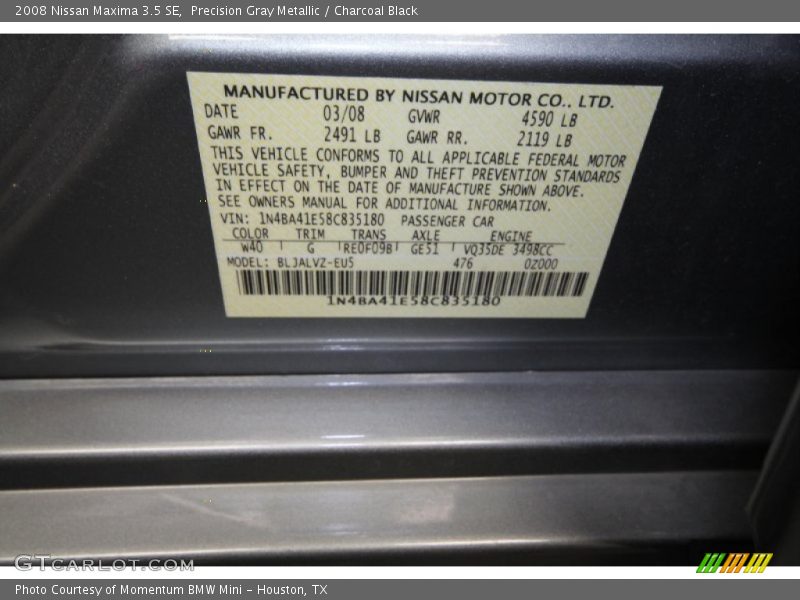 2008 Nissan Maxima 3.5 SE, Precision Gray Metallic / Charcoal Black
MANUFACTURED BY NISSAN MOTOR CO., LTD.
DATE 03/08 GVWR 4590 LB
GAWR FR. 2491 LB GAWR RR. 2119 LB
THIS VEHICLE CONFORMS TO ALL APPLICABLE FEDERAL MOTOR
VEHICLE SAFETY, BUMPER AND THEFT PREVENTION STANDARDS
IN EFFECT ON THE DATE OF MANUFACTURE SHOWN ABOVE.
SEE OWNERS MANUAL FOR ADDITIONAL INFORMATION.
VIN: 1N4BA41E58C835180 PASSENGER CAR
COLOR TRIM TRANS AXLE ENGINE
W40 G RE0F09B GE51 VQ35DE 3498CC
MODEL: BLJALVZ-EU5 476 0Z000
1N4BA41E58C835180
GTCARLOT.COM
Photo Courtesy of Momentum BMW Mini - Houston, TX